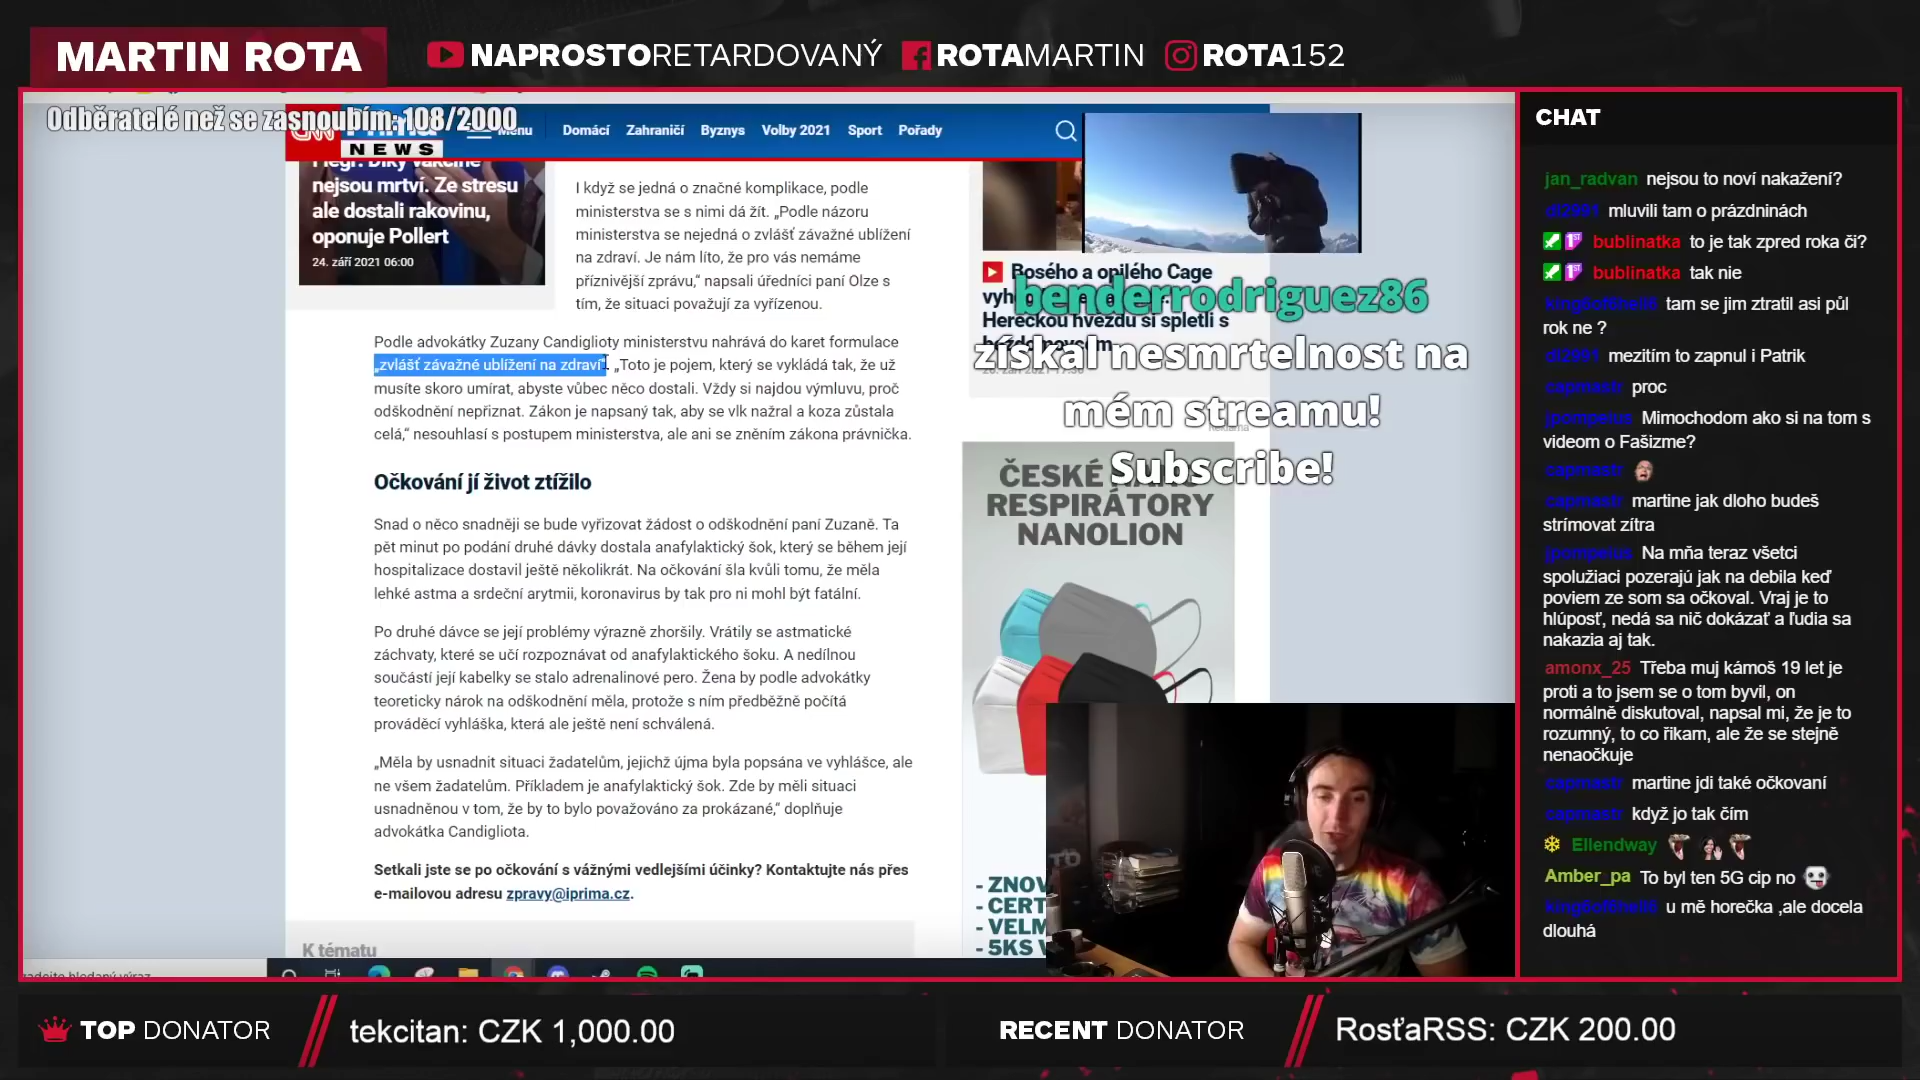 MARTIN ROTA
NAPROSTORETARDOVANÝ
ROTAMARTIN
ROTA152
Odběratelé než se zasnoubím: 108/2000
NEWS
Menu
Domácí
Zahraničí
Byznys
Volby 2021
Sport
Pořady
nejsou mrtví. Ze stresu
ale dostali rakovinu,
oponuje Pollert
24. září 2021 06:00
I když se jedná o značné komplikace, podle
ministerstva se s nimi dá žít. „Podle názoru
ministerstva se nejedná o zvlášť závažné ublížení
na zdraví. Je nám líto, že pro vás nemáme
příznivější zprávu,“ napsali úředníci paní Olze s
tím, že situaci považují za vyřízenou.
Podle advokátky Zuzany Candiglioty ministerstvu nahrává do karet formulace
„zvlášť závažné ublížení na zdraví“. „Toto je pojem, který se vykládá tak, že už
musíte skoro umírat, abyste vůbec něco dostali. Vždy si najdou výmluvu, proč
odškodnění nepřiznat. Zákon je napsaný tak, aby se vlk nažral a koza zůstala
celá,“ nesouhlasí s postupem ministerstva, ale ani se zněním zákona právnička.
Očkování jí život ztížilo
Snad o něco snadněji se bude vyřizovat žádost o odškodnění paní Zuzaně. Ta
pět minut po podání druhé dávky dostala anafylaktický šok, který se během její
hospitalizace dostavil ještě několikrát. Na očkování šla kvůli tomu, že měla
lehké astma a srdeční arytmii, koronavirus by tak pro ni mohl být fatální.
Po druhé dávce se její problémy výrazně zhoršily. Vrátily se astmatické
záchvaty, které se učí rozpoznávat od anafylaktického šoku. A nedílnou
součástí její kabelky se stalo adrenalinové pero. Žena by podle advokátky
teoreticky nárok na odškodnění měla, protože s ním předběžně počítá
prováděcí vyhláška, která ale ještě není schválená.
„Měla by usnadnit situaci žadatelům, jejichž újma byla popsána ve vyhlášce, ale
ne všem žadatelům. Příkladem je anafylaktický šok. Zde by měli situaci
usnadněnou v tom, že by to bylo považováno za prokázané,“ doplňuje
advokátka Candigliota.
Setkali jste se po očkování s vážnými vedlejšími účinky? Kontaktujte nás přes
e-mailovou adresu zpravy@iprima.cz.
K tématu
Bosého a opilého Cage
Herečkou hvězdu si spletli s
benderrodriguez86
získal nesmrtelnost na
mém streamu!
Subscribe!
ČESKÉ
RESPIRÁTORY
NANOLION
- ZNOV
- CERT
- VELM
- 5KS V
CHAT
jan_radvan nejsou to noví nakažení?
dl2991 mluvili tam o prázdninách
bublinatka to je tak zpred roka či?
bublinatka tak nie
tam se jim ztratil asi půl
rok ne ?
dl2991 mezitím to zapnul i Patrik
capmastr proc
jpompeius Mimochodom ako si na tom s
videom o Fašizme?
capmastr
capmastr martine jak dloho budeš
strímovat zítra
jpompeius Na mňa teraz všetci
spolužiaci pozerajú jak na debila keď
poviem ze som sa očkoval. Vraj je to
hlúposť, nedá sa nič dokázať a ľudia sa
nakazia aj tak.
amonx_25 Třeba muj kámoš 19 let je
proti a to jsem se o tom byvil, on
normálně diskutoval, napsal mi, že je to
rozumný, to co řikam, ale že se stejně
nenaočkuje
capmastr martine jdi také očkovaní
capmastr když jo tak čím
Ellendway
Amber_pa To byl ten 5G cip no
u mě horečka ,ale docela
dlouhá
TOP DONATOR
tekcitan: CZK 1,000.00
RECENT DONATOR
RosťaRSS: CZK 200.00